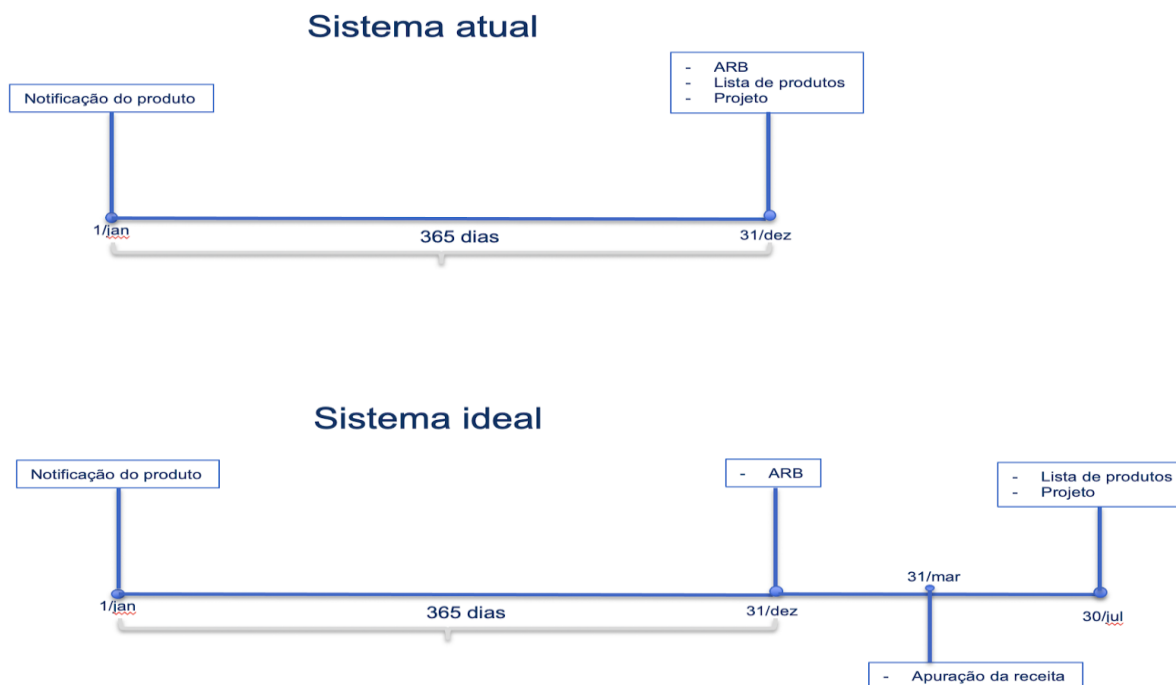 Sistema atual
Notificação do produto
- ARB
- Lista de produtos
- Projeto
1/jan
365 dias
31/dez
Sistema ideal
Notificação do produto
- ARB
- Lista de produtos
- Projeto
31/mar
1/jan
365 dias
31/dez
30/jul
- Apuração da receita